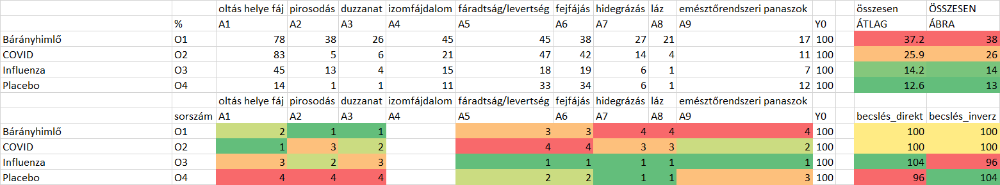 oltás helye fáj pirosodás duzzanat izomfájdalom fáradtság/levertség fejfájás hidegrázás láz emésztőrendszeri panaszok összesen ÖSSZESEN
% A1 A2 A3 A4 A5 A6 A7 A8 A9 Y0 ÁTLAG ÁBRA
Bárányhimlő O1 78 38 26 45 45 38 27 21 17 100 37.2 38
COVID O2 83 5 6 21 47 42 14 4 11 100 25.9 26
Influenza O3 45 13 4 15 18 19 6 1 7 100 14.2 14
Placebo O4 14 1 1 11 33 34 6 1 12 100 12.6 13
oltás helye fáj pirosodás duzzanat izomfájdalom fáradtság/levertség fejfájás hidegrázás láz emésztőrendszeri panaszok
sorszám A1 A2 A3 A4 A5 A6 A7 A8 A9 Y0 becslés_direkt becslés_inverz
Bárányhimlő O1 2 1 1 3 3 4 4 4 100 100 100
COVID O2 1 3 2 4 4 3 3 2 100 100 100
Influenza O3 3 2 3 1 1 1 1 1 100 104 96
Placebo O4 4 4 4 2 2 1 1 3 100 96 104